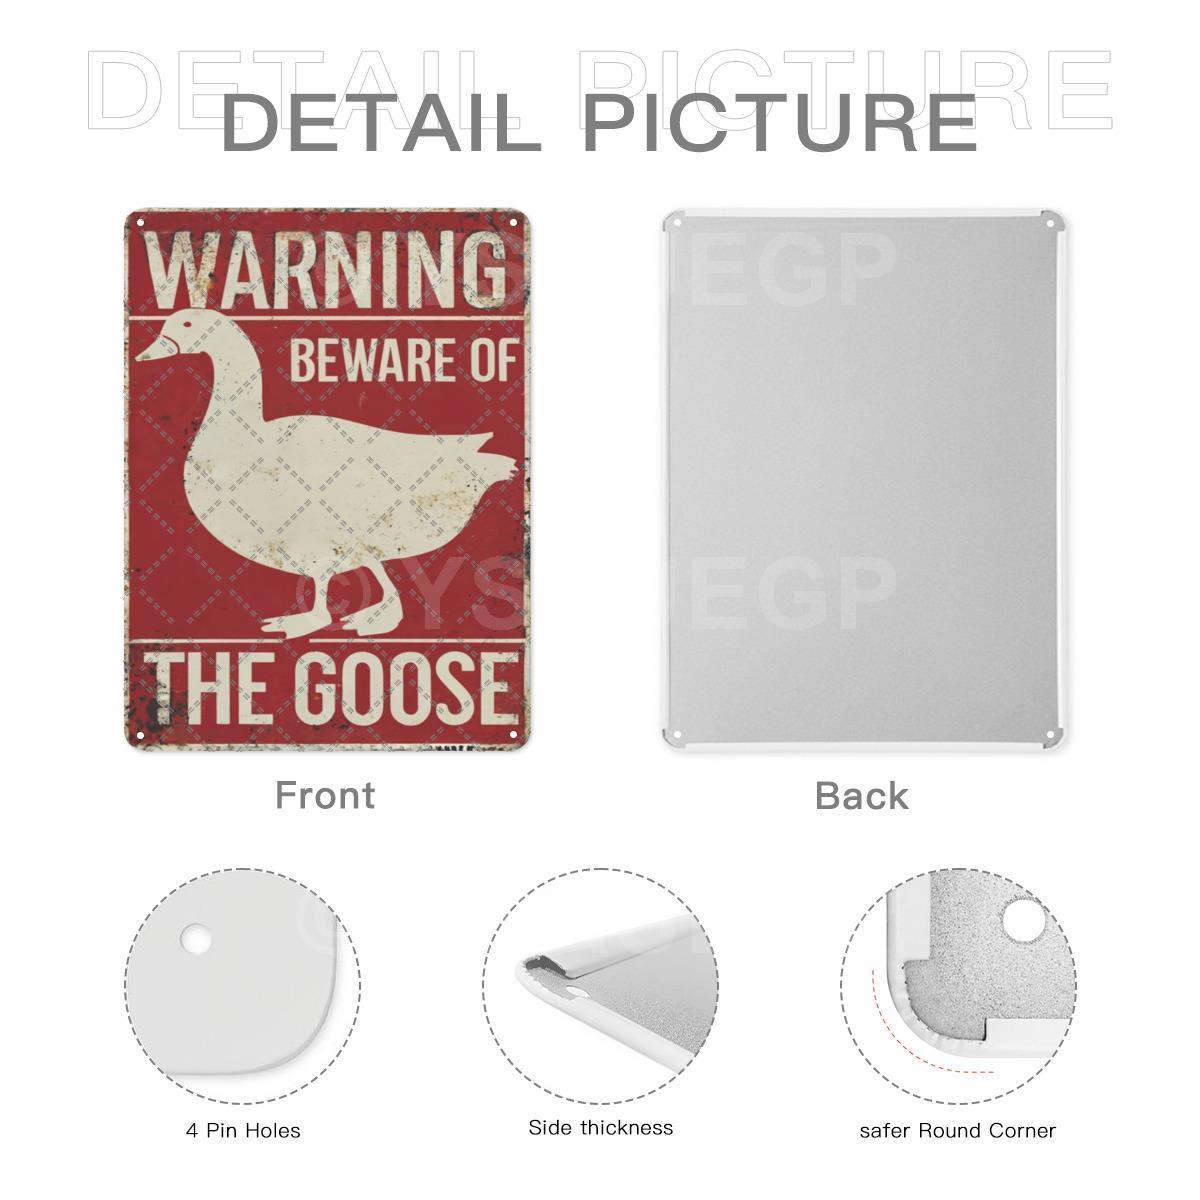 DETAIL PICTURE
DETAIL PICTURE
WARNING
BEWARE OF
THE GOOSE
Front
Back
4 Pin Holes
Side thickness
safer Round Corner